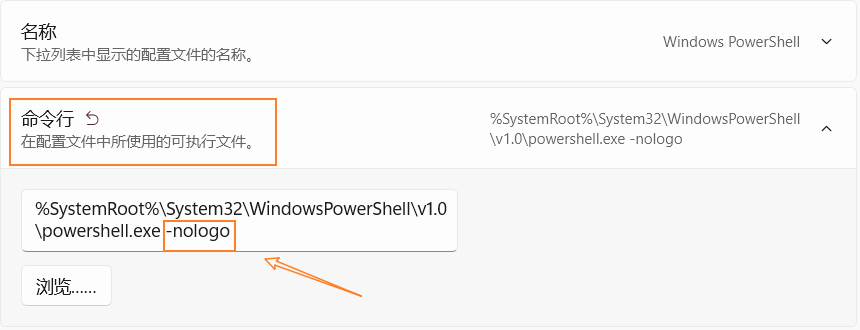 名称
下拉列表中显示的配置文件的名称。
Windows PowerShell
命令行
在配置文件中所使用的可执行文件。
%SystemRoot%\System32\WindowsPowerShell
\v1.0\powershell.exe -nologo
%SystemRoot%\System32\WindowsPowerShell\v1.0
\powershell.exe -nologo
浏览……